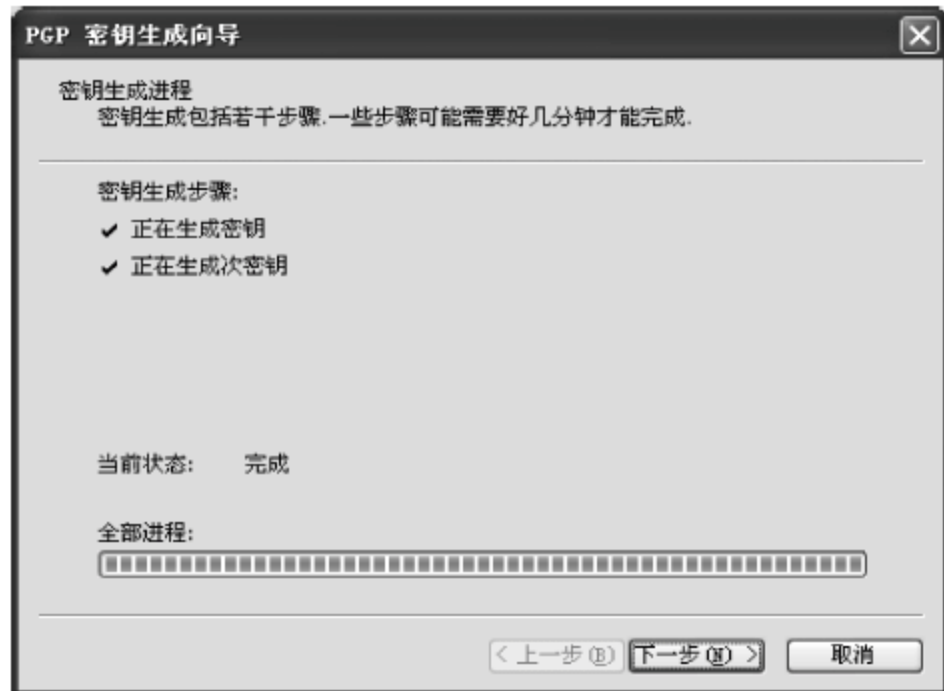 PGP 密钥生成向导
密钥生成进程
密钥生成包括若干步骤.一些步骤可能需要好几分钟才能完成.
密钥生成步骤:
✓ 正在生成密钥
✓ 正在生成次密钥
当前状态: 完成
全部进程:
< 上一步(B) 下一步(N) > 取消